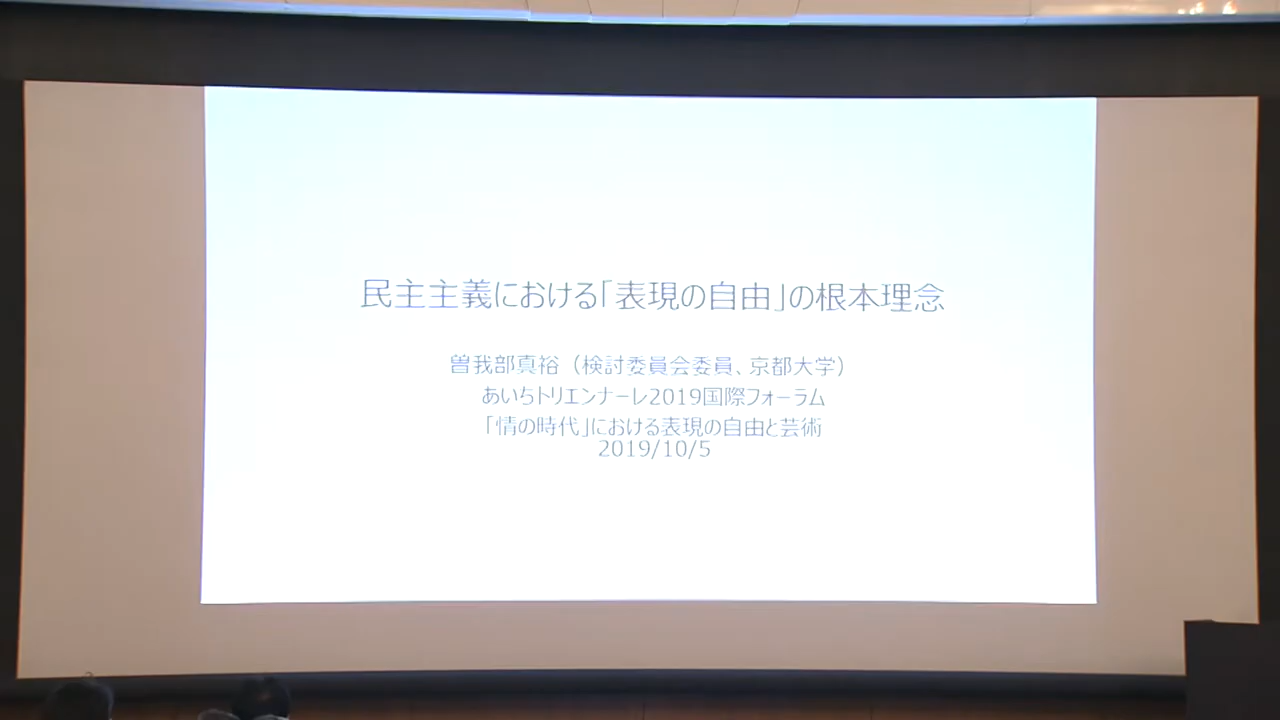 民主主義における「表現の自由」の根本理念
曽我部真裕（検討委員会委員、京都大学）
あいちトリエンナーレ2019国際フォーラム
「情の時代」における表現の自由と芸術
2019/10/5